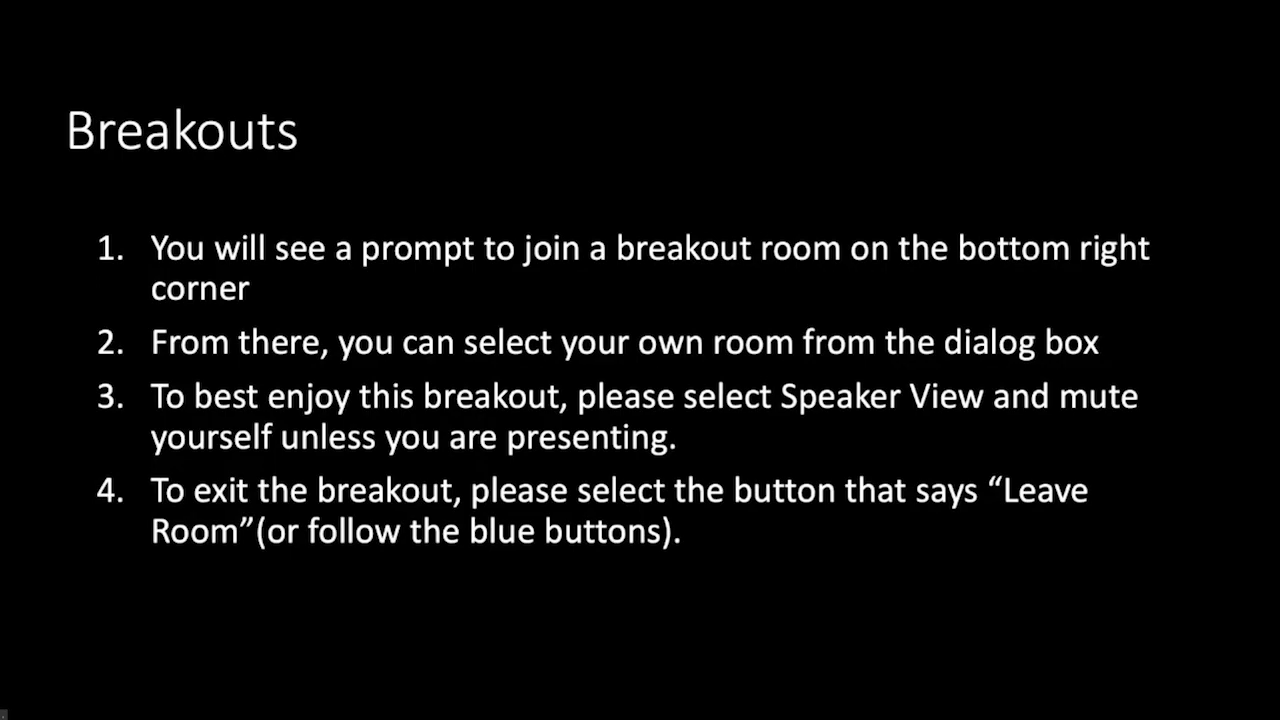 Breakouts
1. You will see a prompt to join a breakout room on the bottom right
corner
2. From there, you can select your own room from the dialog box
3. To best enjoy this breakout, please select Speaker View and mute
yourself unless you are presenting.
4. To exit the breakout, please select the button that says “Leave
Room”(or follow the blue buttons).